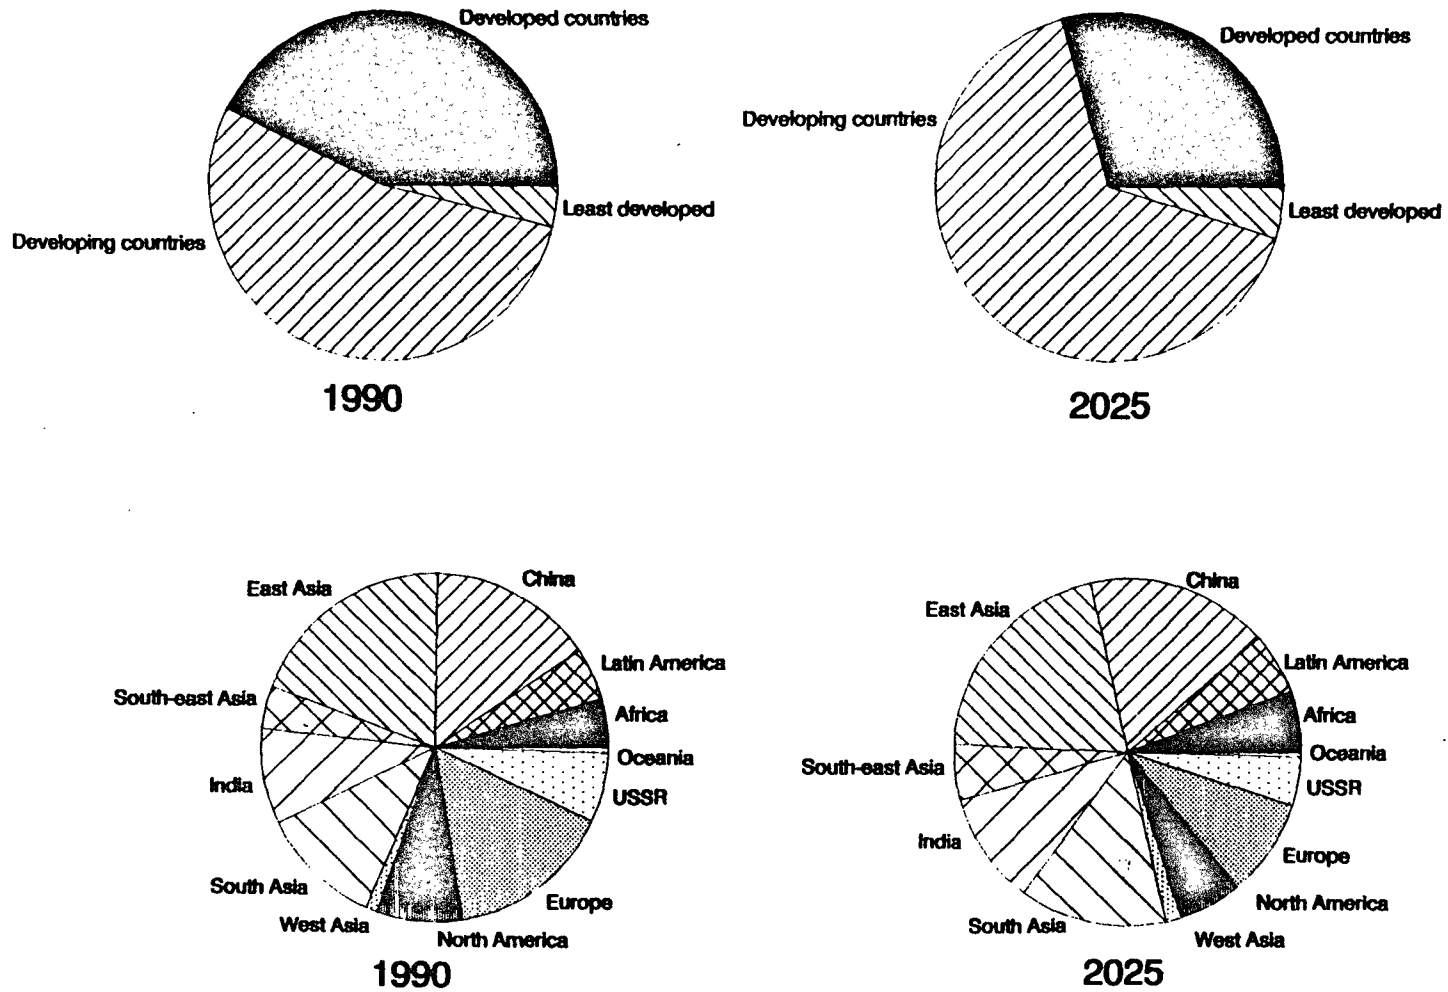 Developed countries
Developing countries
Least developed
1990
Developed countries
Developing countries
Least developed
2025
East Asia
China
Latin America
South-east Asia
Africa
Oceania
India
USSR
South Asia
Europe
West Asia
North America
1990
China
East Asia
Latin America
Africa
Oceania
South-east Asia
USSR
India
Europe
North America
South Asia
West Asia
2025